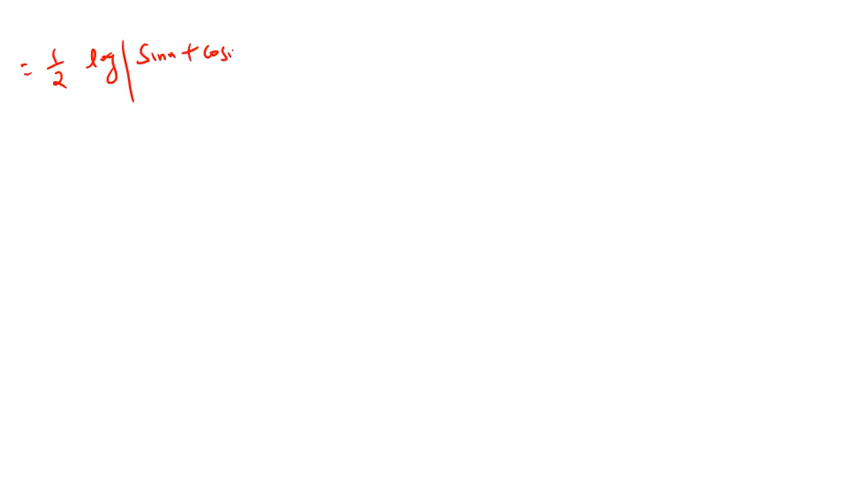 = 1/2 log | sinx + cos